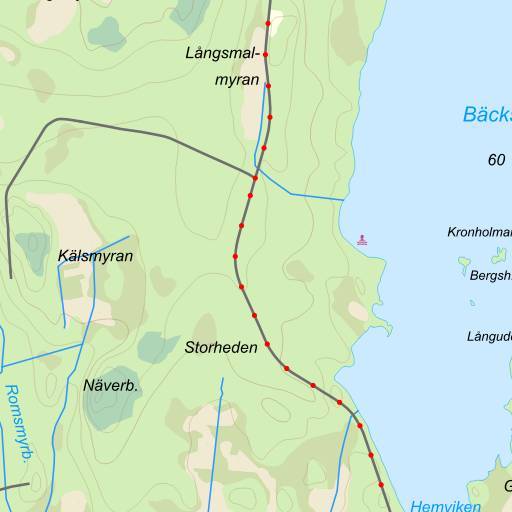 Långsmal-
myran
Bäcks
60
Kronholmar
Kälsmyran
Bergsh.
Långud
Storheden
Näverb.
Romsmyrb.
G
Hemviken